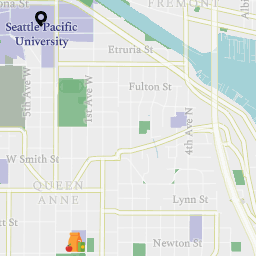 FREMONT
Seattle Pacific
University
Etruria St
Fulton St
5th Ave W
1st Ave W
4th Ave N
W Smith St
QUEEN
ANNE
Lynn St
Newton St